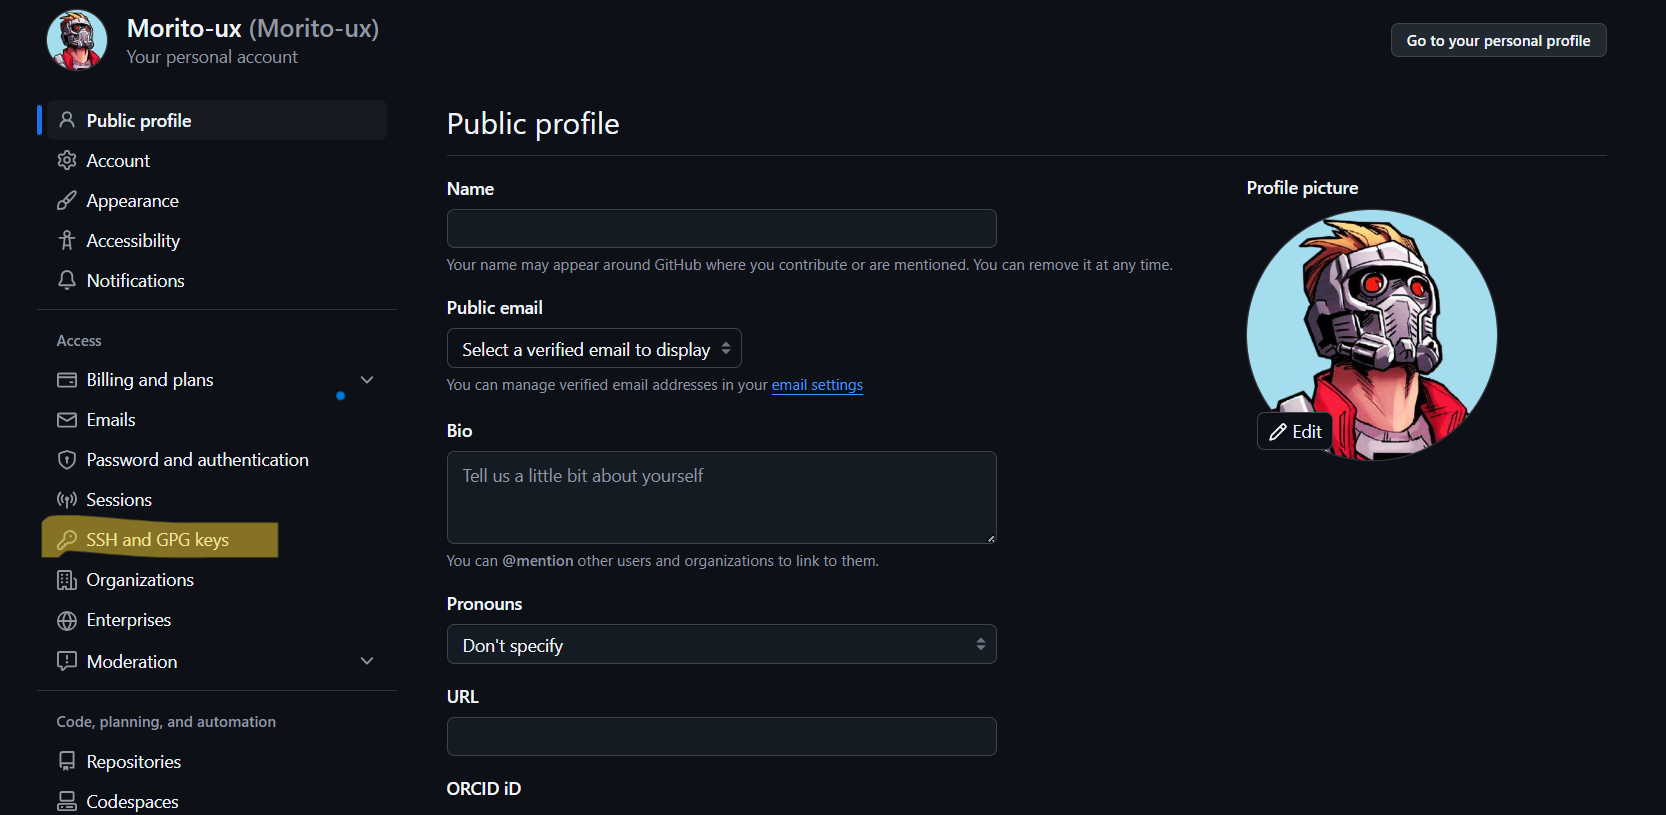 Morito-ux (Morito-ux)
Your personal account
Go to your personal profile
Public profile
Account
Appearance
Accessibility
Notifications
Access
Billing and plans
Emails
Password and authentication
Sessions
SSH and GPG keys
Organizations
Enterprises
Moderation
Code, planning, and automation
Repositories
Codespaces
Public profile
Name
Your name may appear around GitHub where you contribute or are mentioned. You can remove it at any time.
Public email
Select a verified email to display
You can manage verified email addresses in your email settings
Bio
Tell us a little bit about yourself
You can @mention other users and organizations to link to them.
Pronouns
Don't specify
URL
ORCID iD
Profile picture
Edit